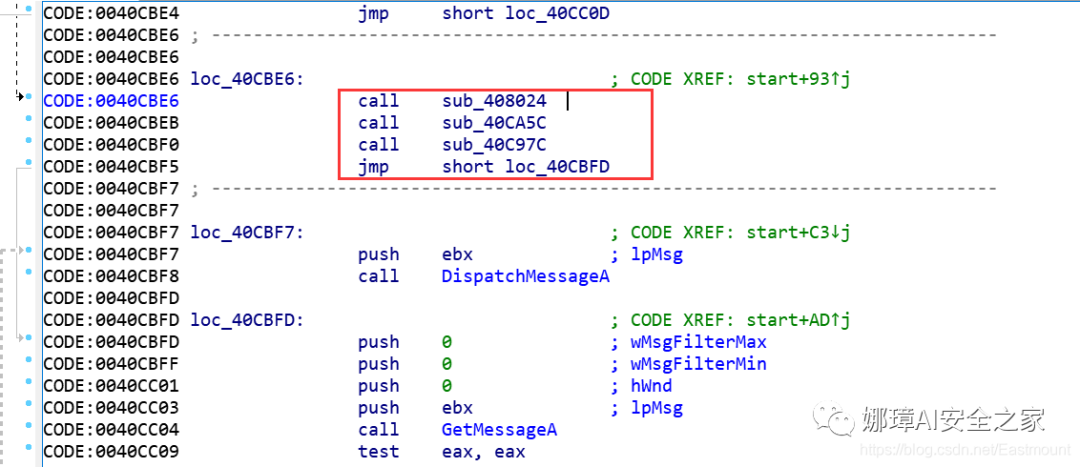 CODE:0040CBE4 jmp short loc_40CC0D
CODE:0040CBE6 ; ---------------------------------------------------------------------------
CODE:0040CBE6
CODE:0040CBE6 loc_40CBE6: ; CODE XREF: start+93↑j
CODE:0040CBE6 call sub_408024
CODE:0040CBEB call sub_40CA5C
CODE:0040CBF0 call sub_40C97C
CODE:0040CBF5 jmp short loc_40CBFD
CODE:0040CBF7 ; ---------------------------------------------------------------------------
CODE:0040CBF7
CODE:0040CBF7 loc_40CBF7: ; CODE XREF: start+C3↓j
CODE:0040CBF7 push ebx ; lpMsg
CODE:0040CBF8 call DispatchMessageA
CODE:0040CBFD
CODE:0040CBFD loc_40CBFD: ; CODE XREF: start+AD↑j
CODE:0040CBFD push 0 ; wMsgFilterMax
CODE:0040CBFF push 0 ; wMsgFilterMin
CODE:0040CC01 push 0 ; hWnd
CODE:0040CC03 push ebx ; lpMsg
CODE:0040CC04 call GetMessageA
CODE:0040CC09 test eax, eax
娜璋AI安全之家
https://blog.csdn.net/Eastmount